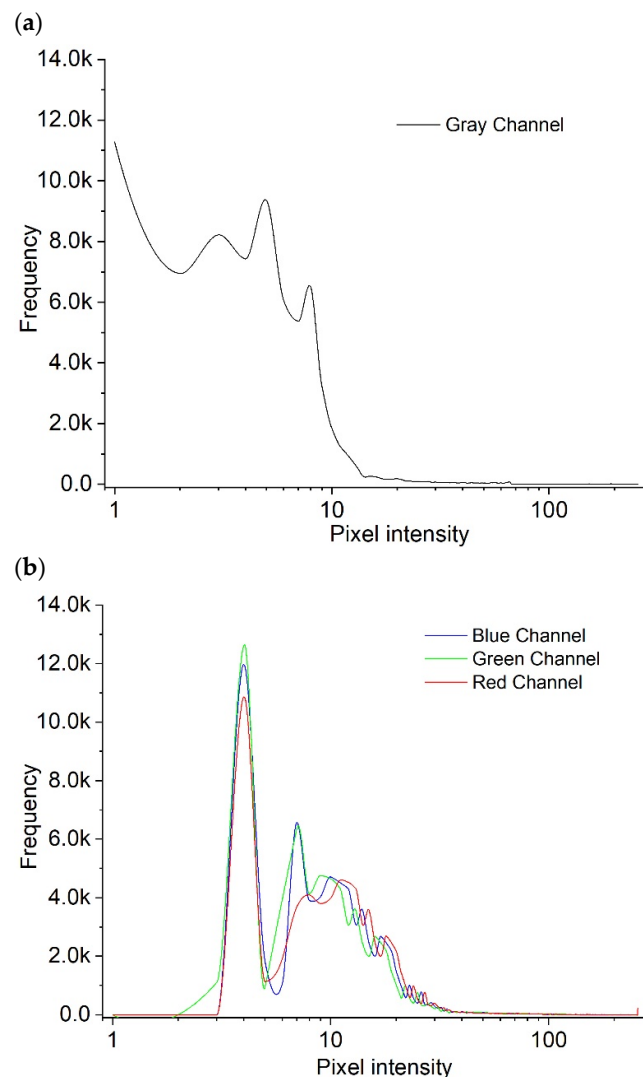 (a)
14.0k
12.0k
10.0k
8.0k
6.0k
4.0k
2.0k
0.0
Frequency
Gray Channel
1 10 100
Pixel intensity
(b)
14.0k
12.0k
10.0k
8.0k
6.0k
4.0k
2.0k
0.0
Frequency
Blue Channel
Green Channel
Red Channel
1 10 100
Pixel intensity